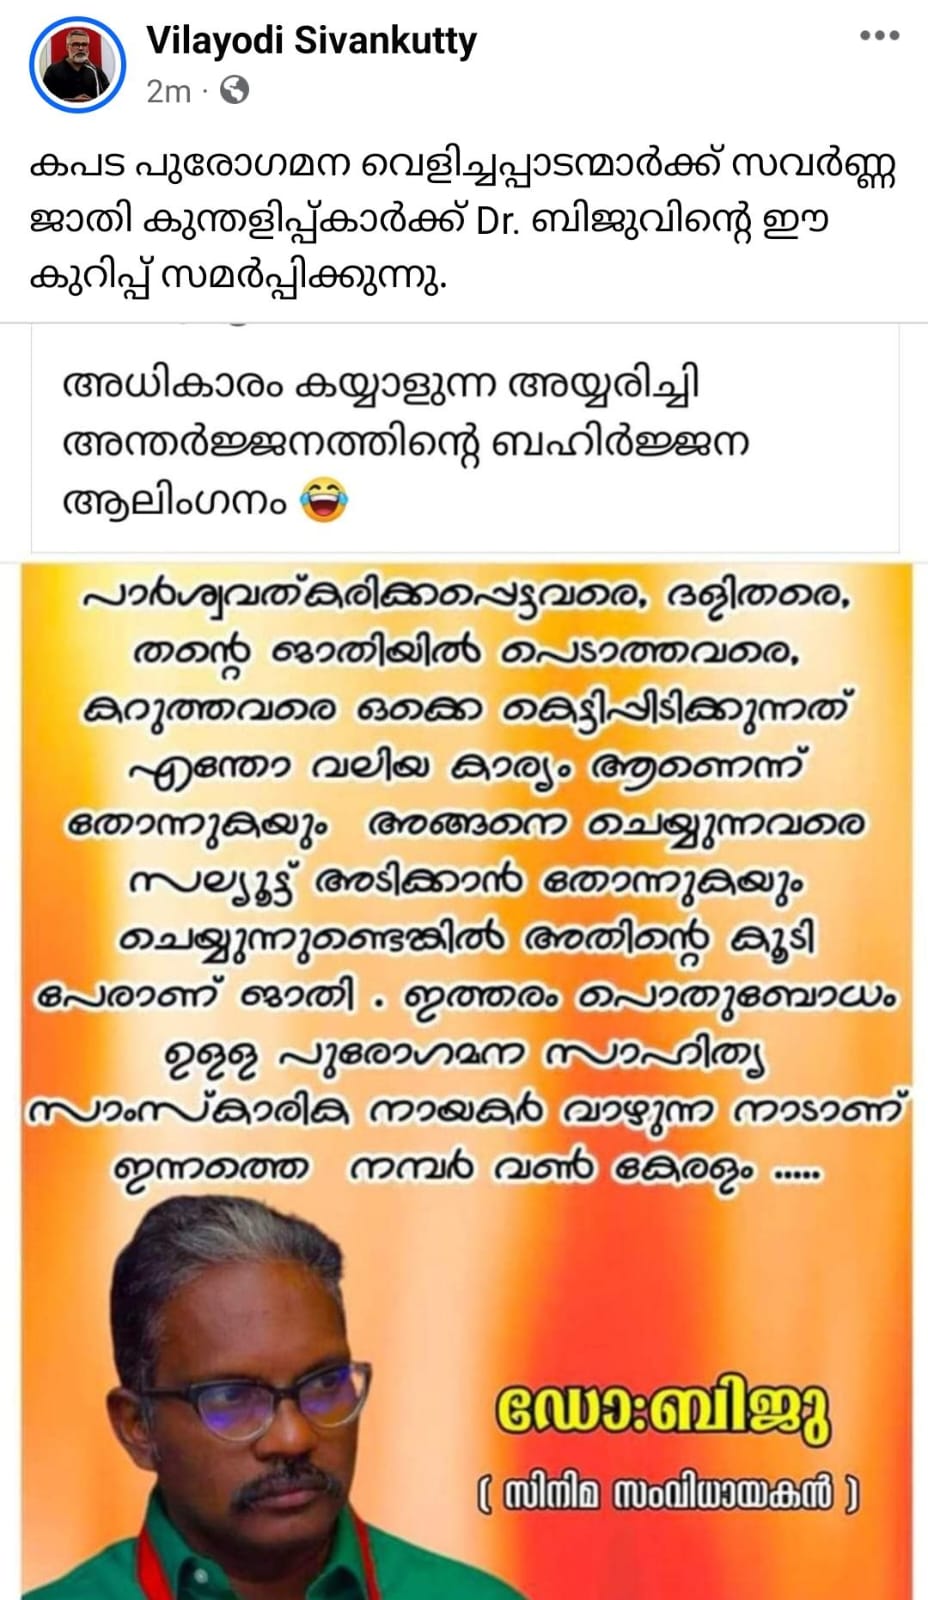 Vilayodi Sivankutty
2m
കപട പുരോഗമന വെളിച്ചപ്പാടന്മാർക്ക് സവർണ്ണ
ജാതി കുന്തളിപ്പ്കാർക്ക് Dr. ബിജുവിന്റെ ഈ
കുറിപ്പ് സമർപ്പിക്കുന്നു.
അധികാരം കയ്യാളുന്ന അയ്യരിച്ചി
അന്തർജ്ജനത്തിന്റെ ബഹിർജ്ജന
ആലിംഗനം 😂
പാർശ്വവത്കരിക്കപ്പെട്ടവരെ, ദളിതരെ,
തന്റെ ജാതിയിൽ പെടാത്തവരെ,
കറുത്തവരെ ഒക്കെ കെട്ടിപ്പിടിക്കുന്നത്
എന്തോ വലിയ കാര്യം ആണെന്ന്
തോന്നുകയും അങ്ങനെ ചെയ്യുന്നവരെ
സല്യൂട്ട് അടിക്കാൻ തോന്നുകയും
ചെയ്യുന്നുണ്ടെങ്കിൽ അതിന്റെ കൂടി
പേരാണ് ജാതി . ഇത്തരം പൊതുബോധം
ഉള്ള പുരോഗമന സാഹിത്യ
സാംസ്കാരിക നായകർ വാഴുന്ന നാടാണ്
ഇന്നത്തെ നമ്പർ വൺ കേരളം .....
ഡോ:ബിജു
( സിനിമ സംവിധായകൻ )